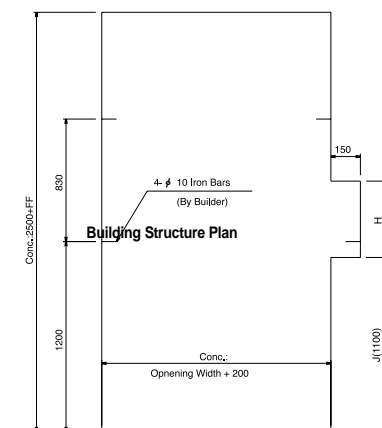 150
4- ϕ 10 Iron Bars
(By Builder)
830
Conc.:2500+FF
H
Building Structure Plan
1200
J(1100)
Conc.:
Opnening Width + 200